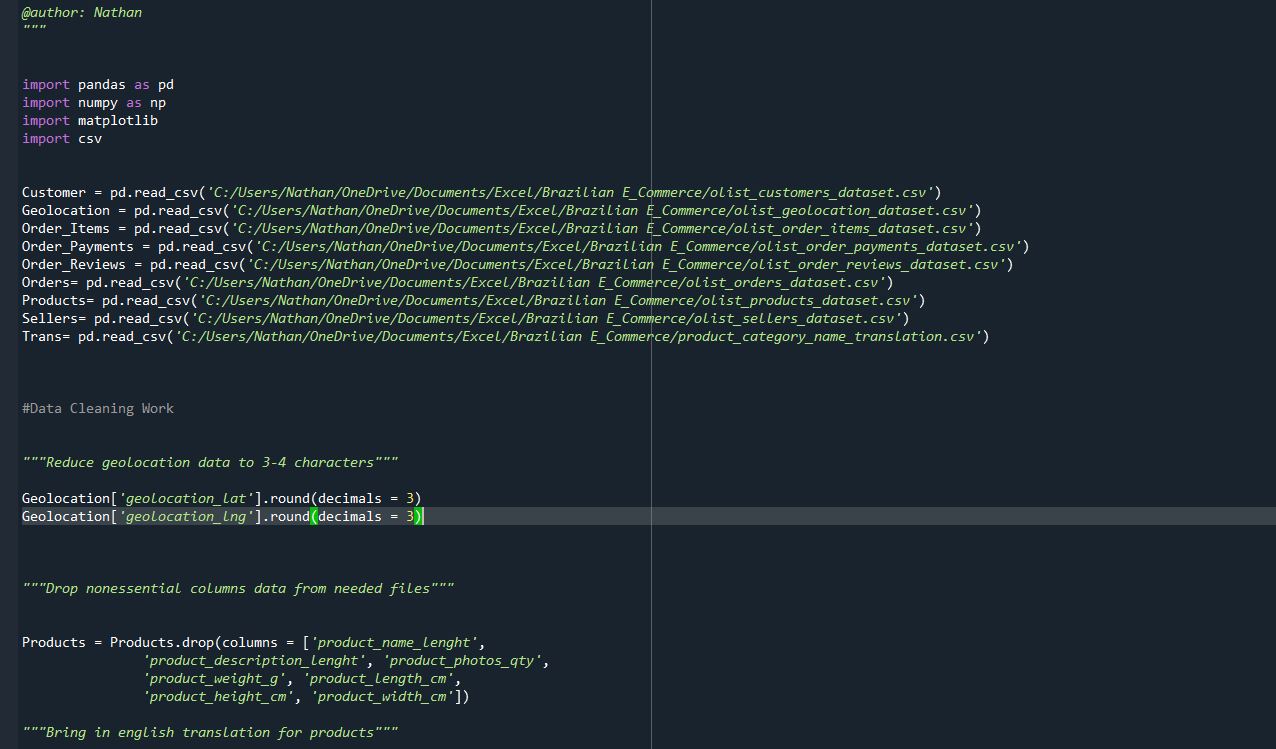 @author: Nathan
"""
import pandas as pd
import numpy as np
import matplotlib
import csv
Customer = pd.read_csv('C:/Users/Nathan/OneDrive/Documents/Excel/Brazilian E_Commerce/olist_customers_dataset.csv')
Geolocation = pd.read_csv('C:/Users/Nathan/OneDrive/Documents/Excel/Brazilian E_Commerce/olist_geolocation_dataset.csv')
Order_Items = pd.read_csv('C:/Users/Nathan/OneDrive/Documents/Excel/Brazilian E_Commerce/olist_order_items_dataset.csv')
Order_Payments = pd.read_csv('C:/Users/Nathan/OneDrive/Documents/Excel/Brazilian E_Commerce/olist_order_payments_dataset.csv')
Order_Reviews = pd.read_csv('C:/Users/Nathan/OneDrive/Documents/Excel/Brazilian E_Commerce/olist_order_reviews_dataset.csv')
Orders= pd.read_csv('C:/Users/Nathan/OneDrive/Documents/Excel/Brazilian E_Commerce/olist_orders_dataset.csv')
Products= pd.read_csv('C:/Users/Nathan/OneDrive/Documents/Excel/Brazilian E_Commerce/olist_products_dataset.csv')
Sellers= pd.read_csv('C:/Users/Nathan/OneDrive/Documents/Excel/Brazilian E_Commerce/olist_sellers_dataset.csv')
Trans= pd.read_csv('C:/Users/Nathan/OneDrive/Documents/Excel/Brazilian E_Commerce/product_category_name_translation.csv')
#Data Cleaning Work
"""Reduce geolocation data to 3-4 characters"""
Geolocation['geolocation_lat'].round(decimals = 3)
Geolocation['geolocation_lng'].round(decimals = 3)
"""Drop nonessential columns data from needed files"""
Products = Products.drop(columns = ['product_name_lenght',
'product_description_lenght', 'product_photos_qty',
'product_weight_g', 'product_length_cm',
'product_height_cm', 'product_width_cm'])
"""Bring in english translation for products"""